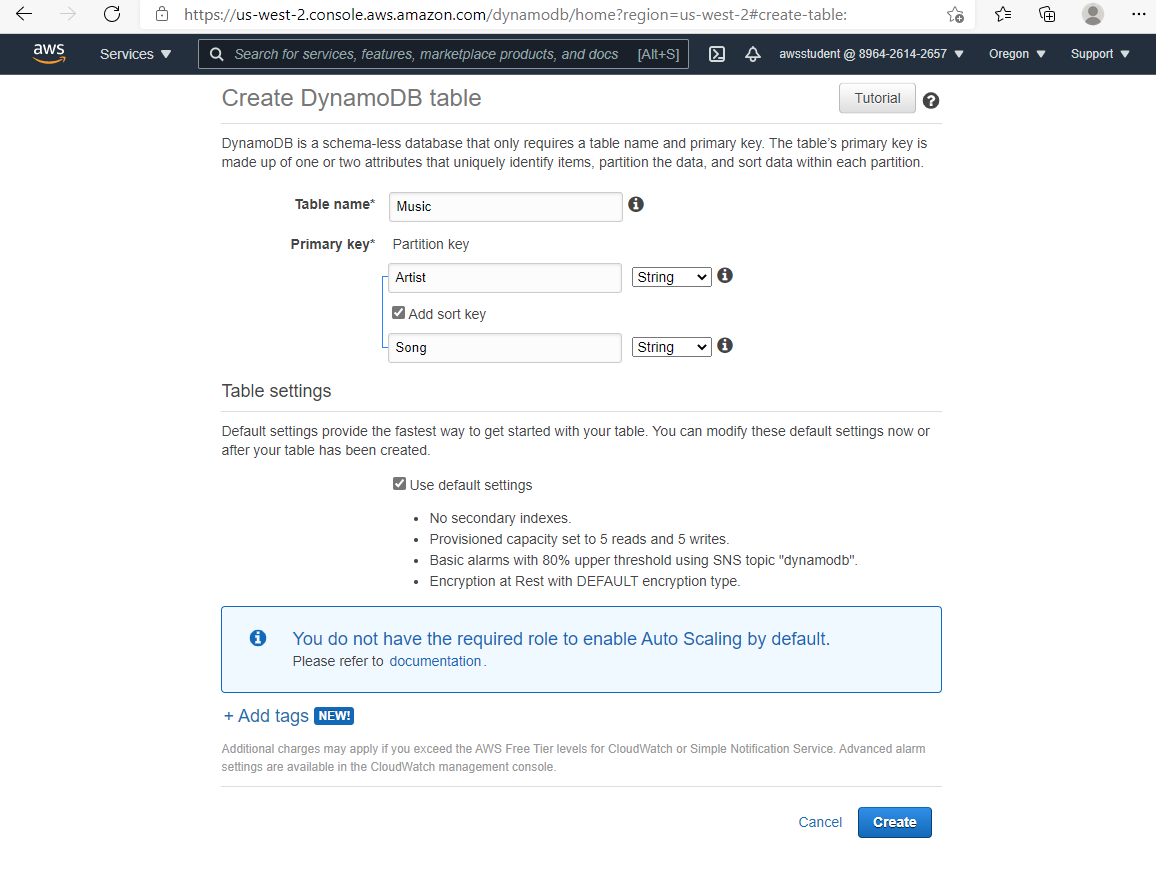 https://us-west-2.console.aws.amazon.com/dynamodb/home?region=us-west-2#create-table:
aws Services Search for services, features, marketplace products, and docs [Alt+S] awsstudent @ 8964-2614-2657 Oregon Support
Create DynamoDB table Tutorial
DynamoDB is a schema-less database that only requires a table name and primary key. The table's primary key is
made up of one or two attributes that uniquely identify items, partition the data, and sort data within each partition.
Table name* Music
Primary key* Partition key
Artist String
Add sort key
Song String
Table settings
Default settings provide the fastest way to get started with your table. You can modify these default settings now or
after your table has been created.
Use default settings
• No secondary indexes.
• Provisioned capacity set to 5 reads and 5 writes.
• Basic alarms with 80% upper threshold using SNS topic "dynamodb".
• Encryption at Rest with DEFAULT encryption type.
You do not have the required role to enable Auto Scaling by default.
Please refer to documentation.
+ Add tags NEW!
Additional charges may apply if you exceed the AWS Free Tier levels for CloudWatch or Simple Notification Service. Advanced alarm
settings are available in the CloudWatch management console.
Cancel Create